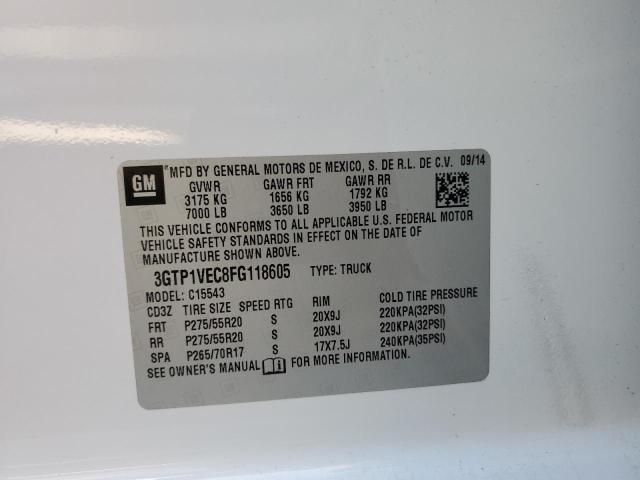 GM
MFD BY GENERAL MOTORS DE MEXICO, S. DE R.L. DE C.V. 09/14
GVWR GAWR FRT GAWR RR
3175 KG 1656 KG 1792 KG
7000 LB 3650 LB 3950 LB
THIS VEHICLE CONFORMS TO ALL APPLICABLE U.S. FEDERAL MOTOR
VEHICLE SAFETY STANDARDS IN EFFECT ON THE DATE OF
MANUFACTURE SHOWN ABOVE.
3GTP1VEC8FG118605 TYPE: TRUCK
MODEL: C15543
CD3Z TIRE SIZE SPEED RTG RIM COLD TIRE PRESSURE
FRT P275/55R20 S 20X9J 220KPA(32PSI)
RR P275/55R20 S 20X9J 220KPA(32PSI)
SPA P265/70R17 S 17X7.5J 240KPA(35PSI)
SEE OWNER'S MANUAL FOR MORE INFORMATION.